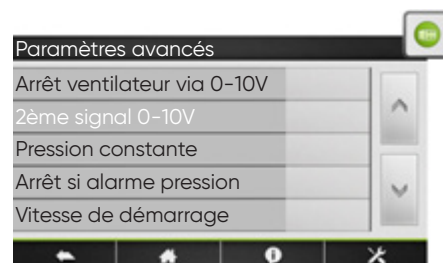 Paramètres avancés
Arrêt ventilateur via 0-10V
2ème signal 0-10V
Pression constante
Arrêt si alarme pression
Vitesse de démarrage